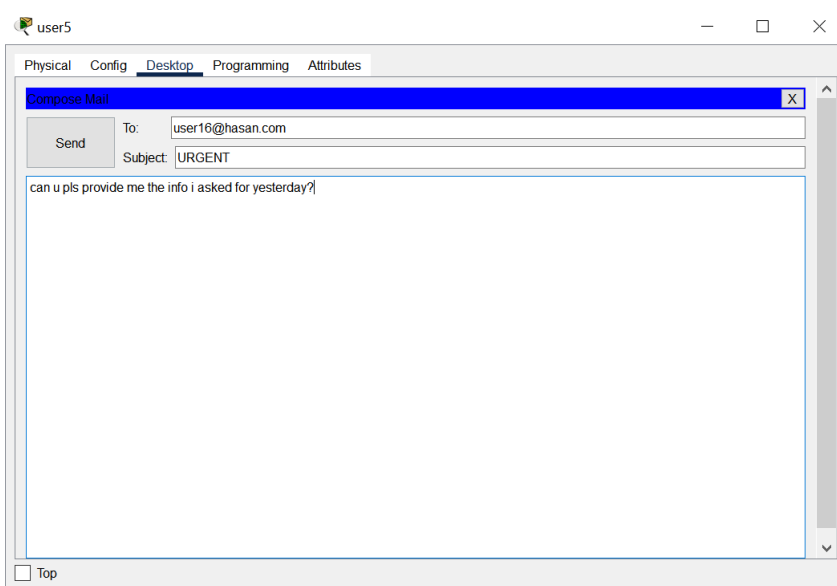 user5
Physical Config Desktop Programming Attributes
Compose Mail
X
Send
To: user16@hasan.com
Subject: URGENT
can u pls provide me the info i asked for yesterday?
Top